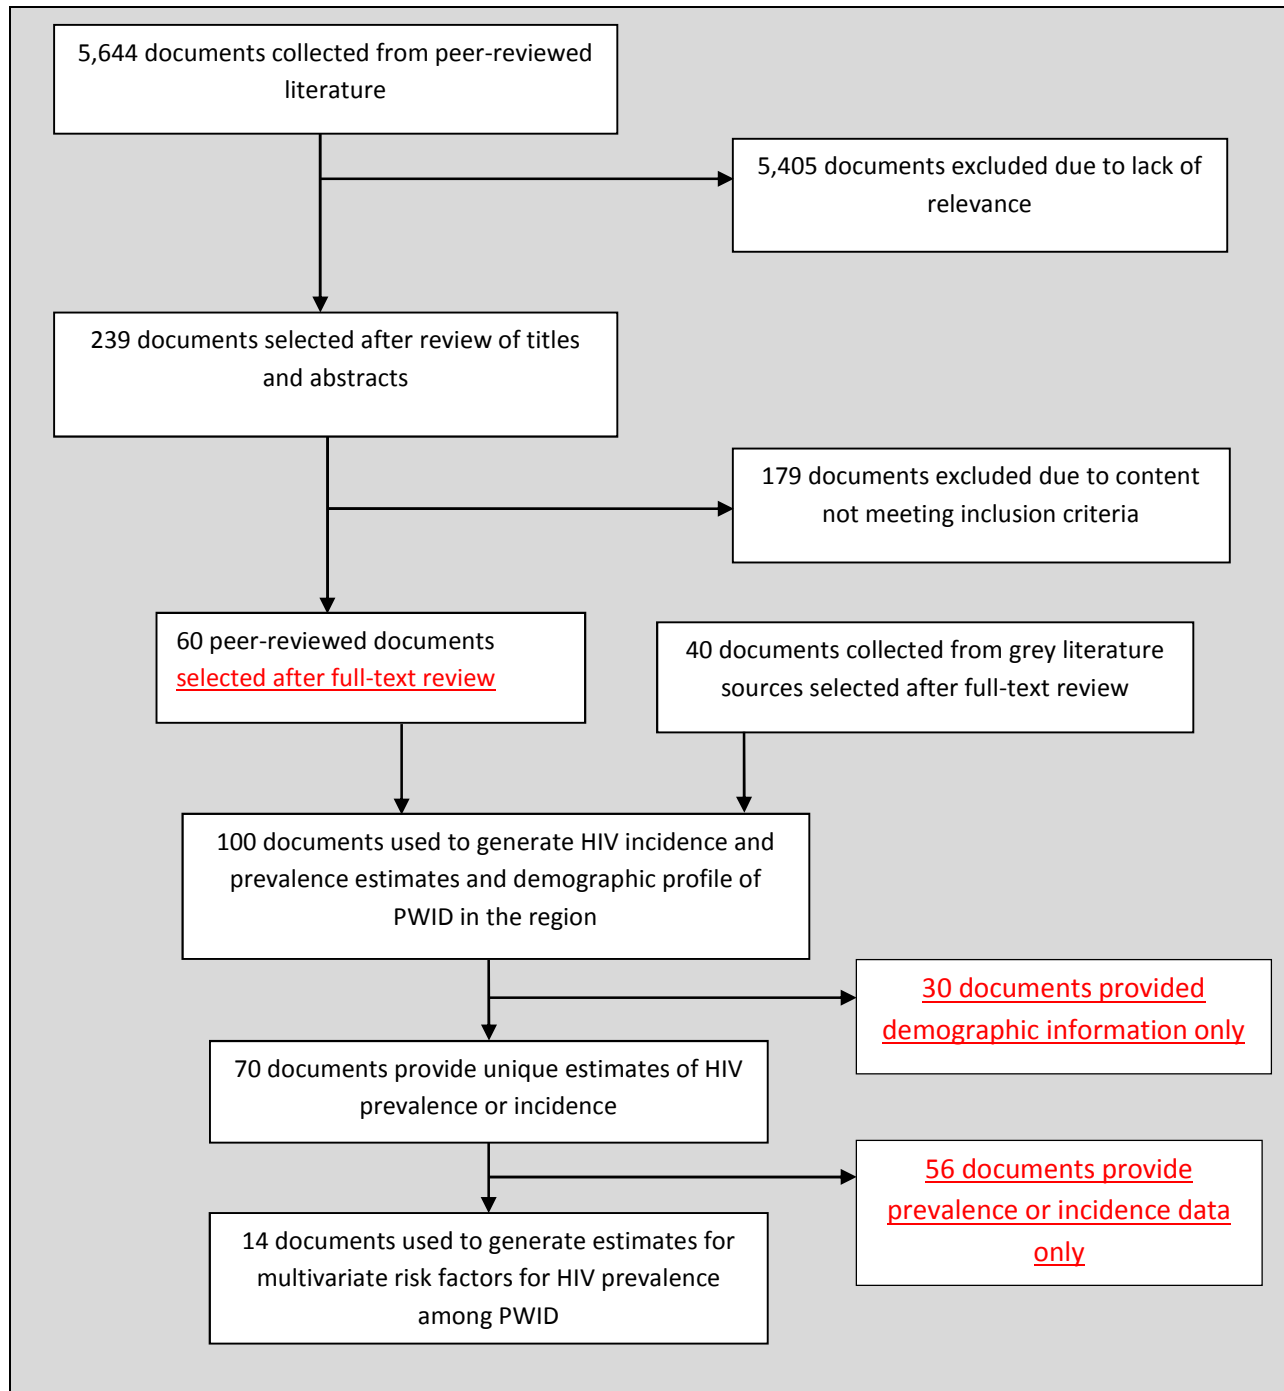 5,644 documents collected from peer-reviewed
literature
5,405 documents excluded due to lack of
relevance
239 documents selected after review of titles
and abstracts
179 documents excluded due to content
not meeting inclusion criteria
60 peer-reviewed documents
selected after full-text review
40 documents collected from grey literature
sources selected after full-text review
100 documents used to generate HIV incidence and
prevalence estimates and demographic profile of
PWID in the region
30 documents provided
demographic information only
70 documents provide unique estimates of HIV
prevalence or incidence
56 documents provide
prevalence or incidence data
only
14 documents used to generate estimates for
multivariate risk factors for HIV prevalence
among PWID